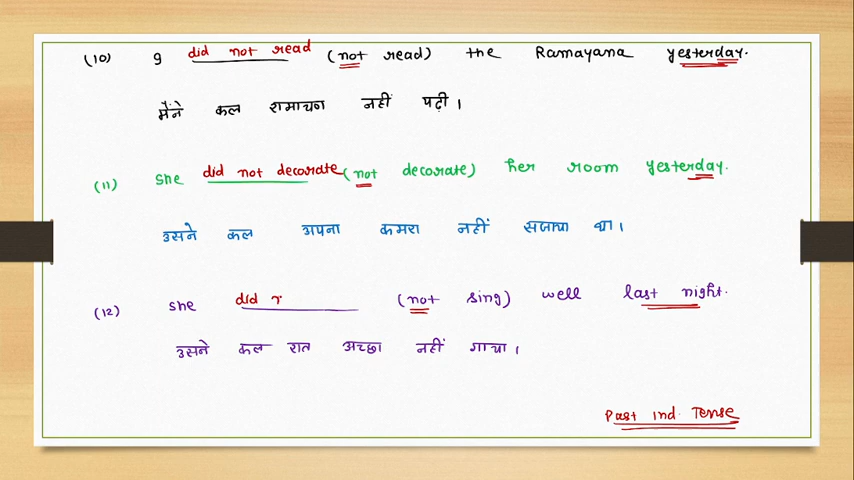 (10) I did not read (not read) the Ramayana yesterday.
मैंने कल रामायण नहीं पढ़ी।
(11) She did not decorate (not decorate) her room yesterday.
उसने कल अपना कमरा नहीं सजाया था।
(12) She did (not sing) well last night.
उसने कल रात अच्छा नहीं गाया।
Past Ind. Tense